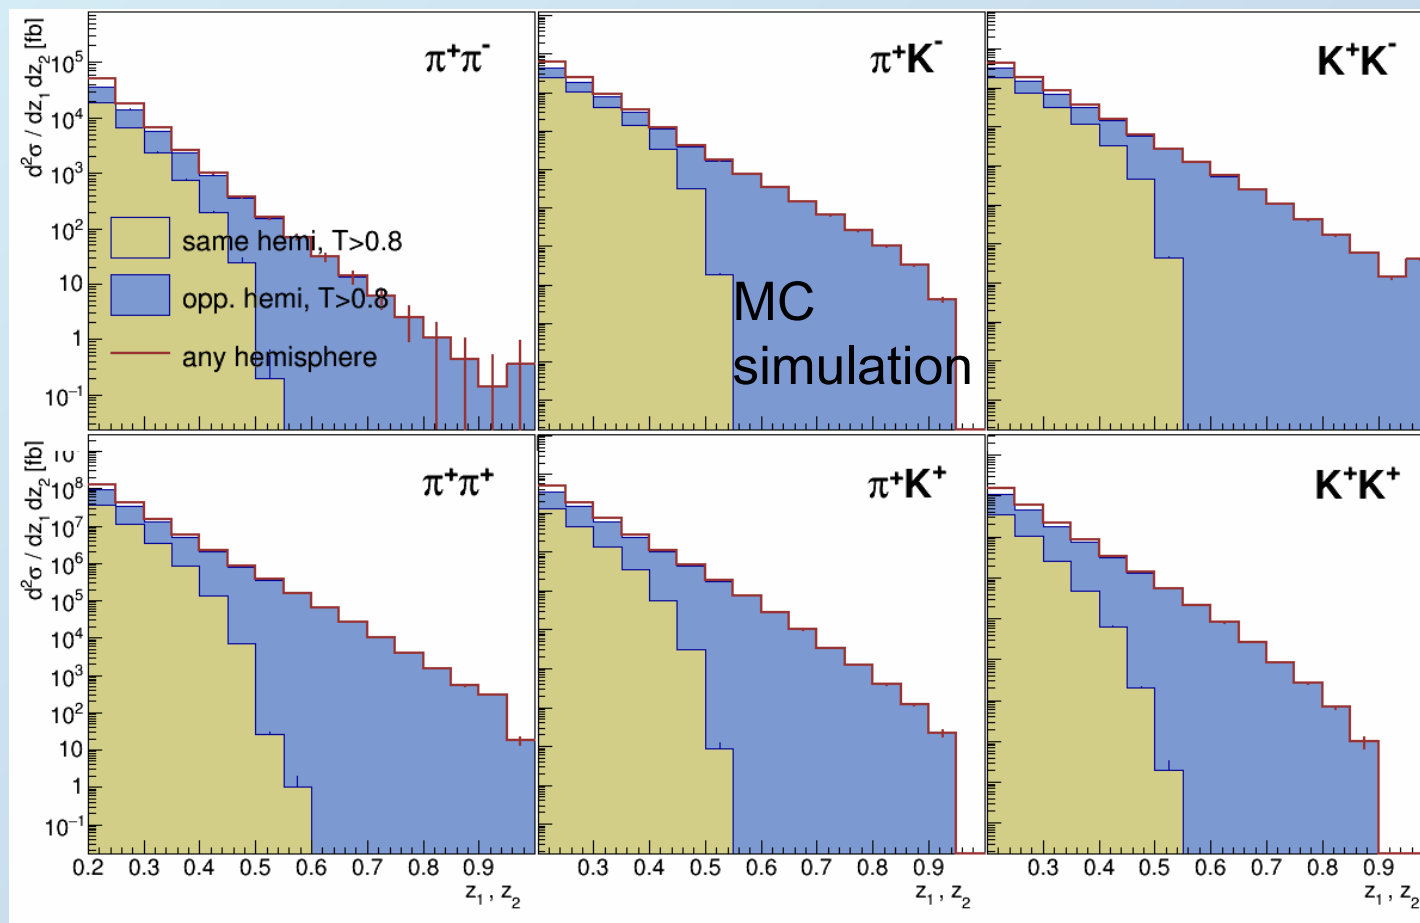 d²σ / dz₁ dz₂ [fb]
10⁵
10⁴
10³
10²
10
1
10⁻¹
π⁺π⁻
same hemi, T>0.8
opp. hemi, T>0.8
any hemisphere
π⁺K⁻
MC
simulation
K⁺K⁻
d²σ / dz₁ dz₂ [fb]
10⁸
10⁷
10⁶
10⁵
10⁴
10³
10²
10
1
10⁻¹
π⁺π⁺
π⁺K⁺
K⁺K⁺
0.2 0.3 0.4 0.5 0.6 0.7 0.8 0.9
z₁ , z₂
0.3 0.4 0.5 0.6 0.7 0.8 0.9
z₁ , z₂
0.3 0.4 0.5 0.6 0.7 0.8 0.9
z₁ , z₂